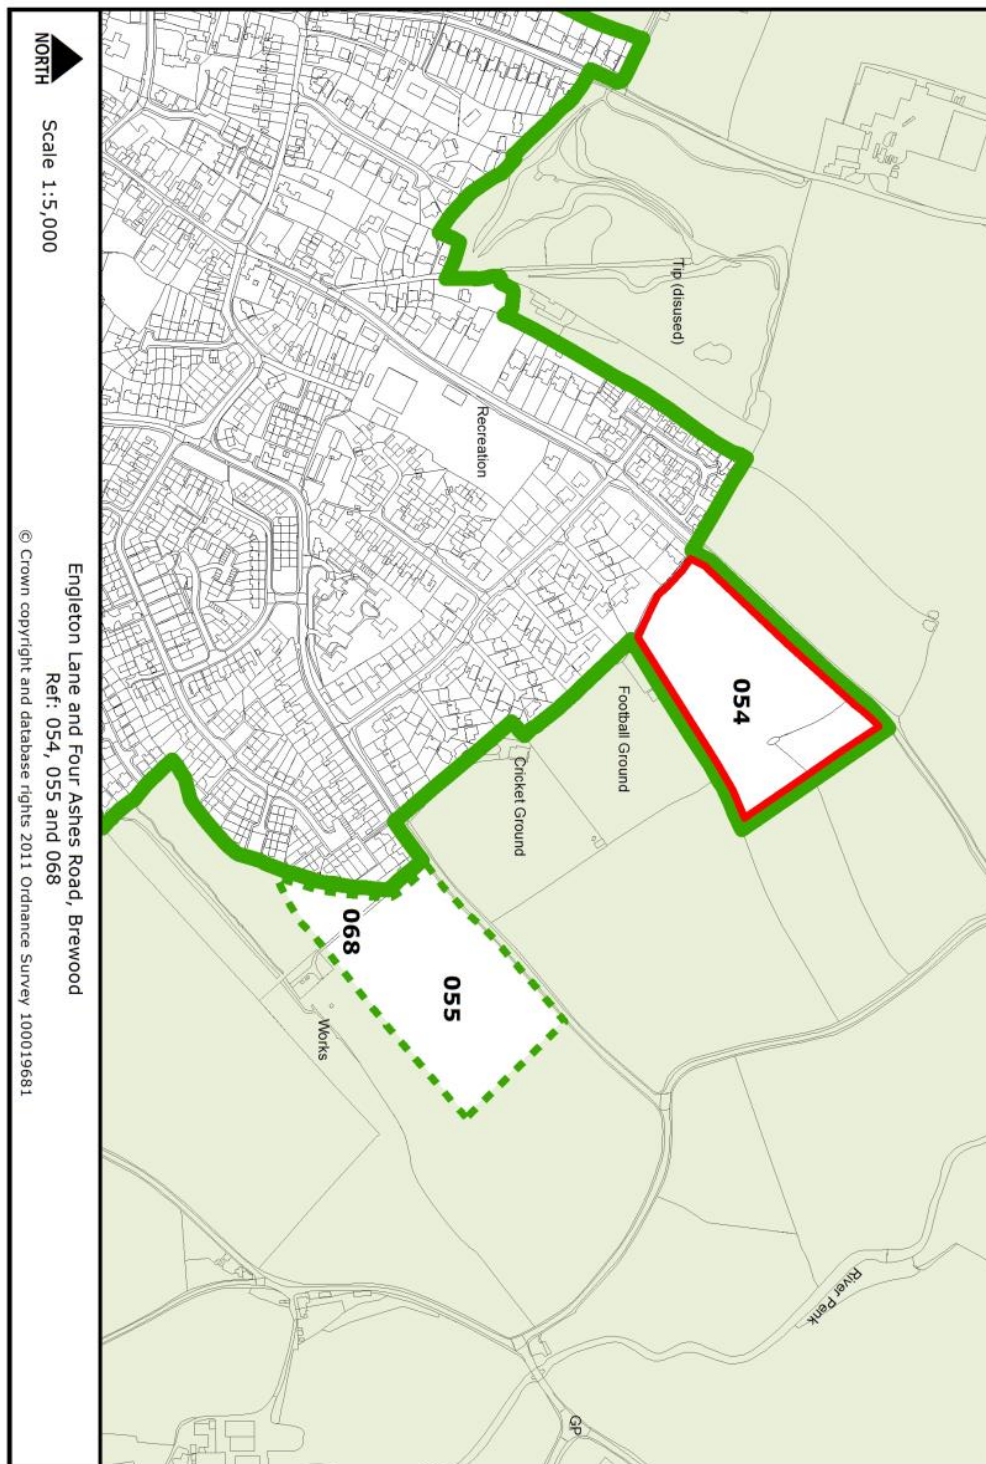 Tip (disused)
Recreation
054
Football Ground
Cricket Ground
068
055
Works
River Penk
GP
NORTH
Scale 1:5,000
Engleton Lane and Four Ashes Road, Brewood
Ref: 054, 055 and 068
© Crown copyright and database rights 2011 Ordnance Survey 100019681